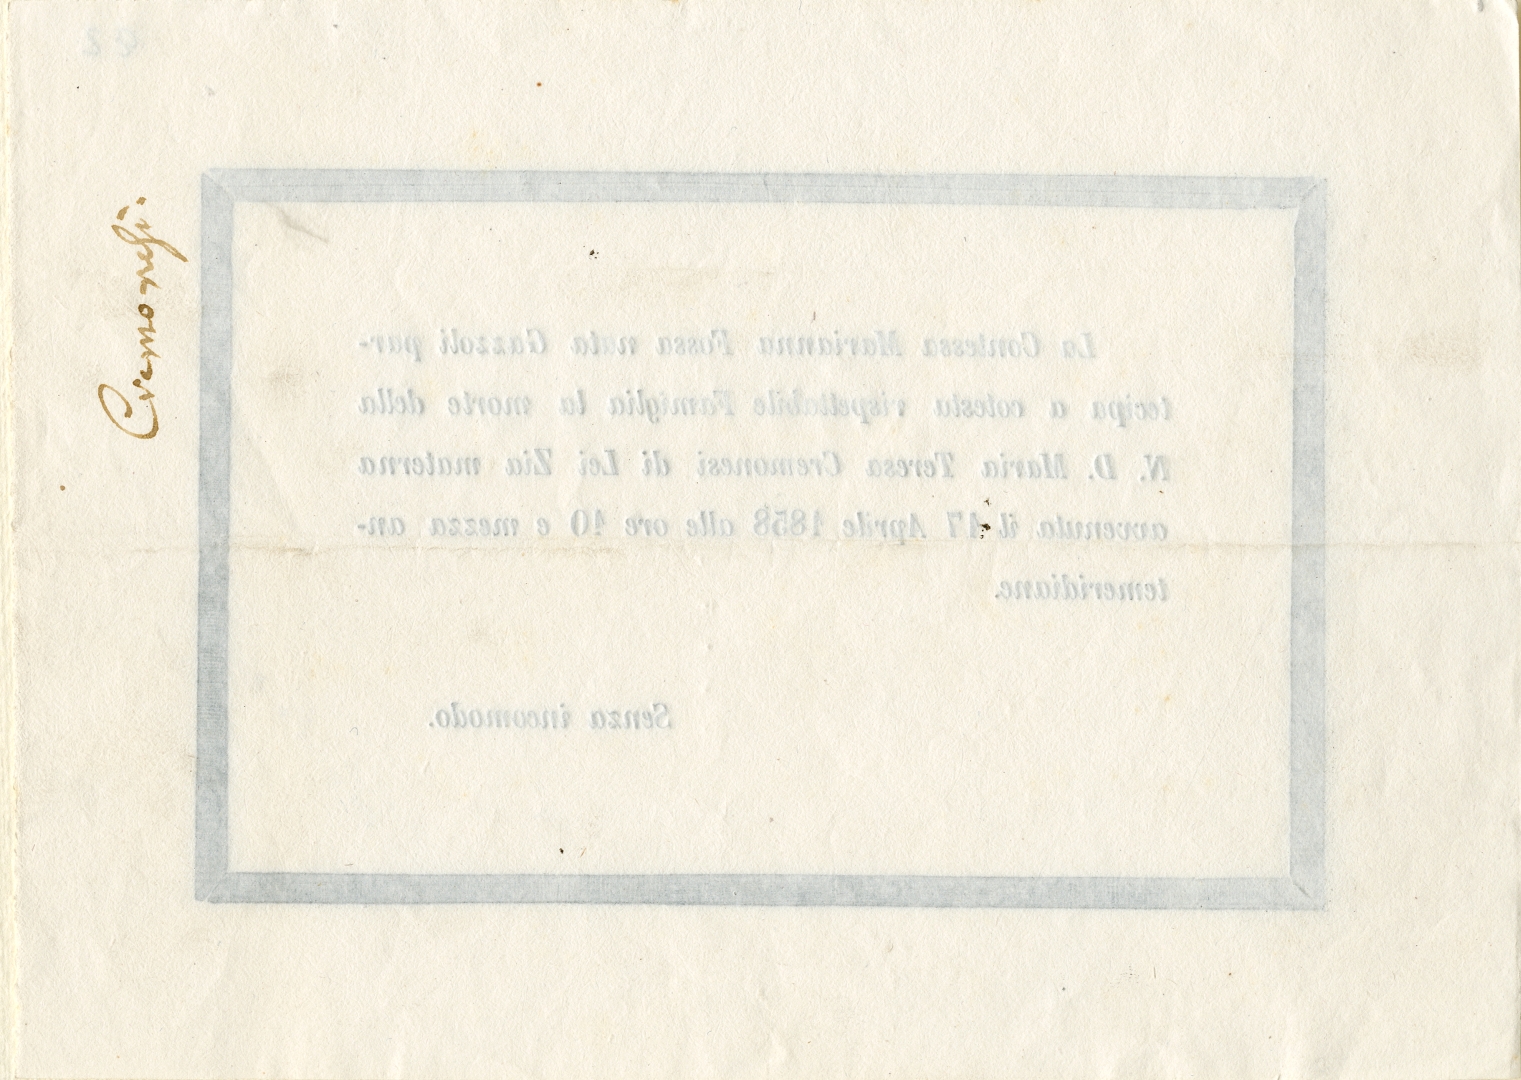 Cremonesi.
La Contessa Marianna Fossa nata Gazzoli par-
tecipa a cotesta rispettabile Famiglia la morte della
N. D. Maria Teresa Cremonesi di Lei Zia materna
avvenuta il 17 Aprile 1858 alle ore 10 e mezza an-
temeridiane.
Senza incomodo.